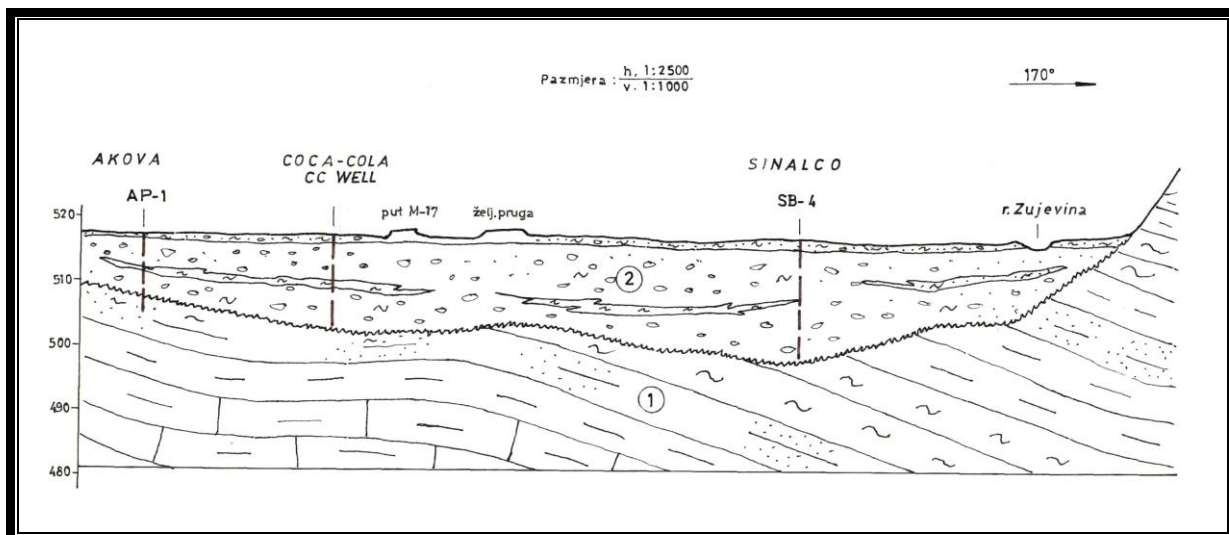 Pazmjera : h. 1:2500
v. 1:1000
170°
AKOVA
AP-1
COCA-COLA
CC WELL
put M-17
želj. pruga
SINALCO
SB-4
r. Zujevina
520
510
500
490
480
2
1